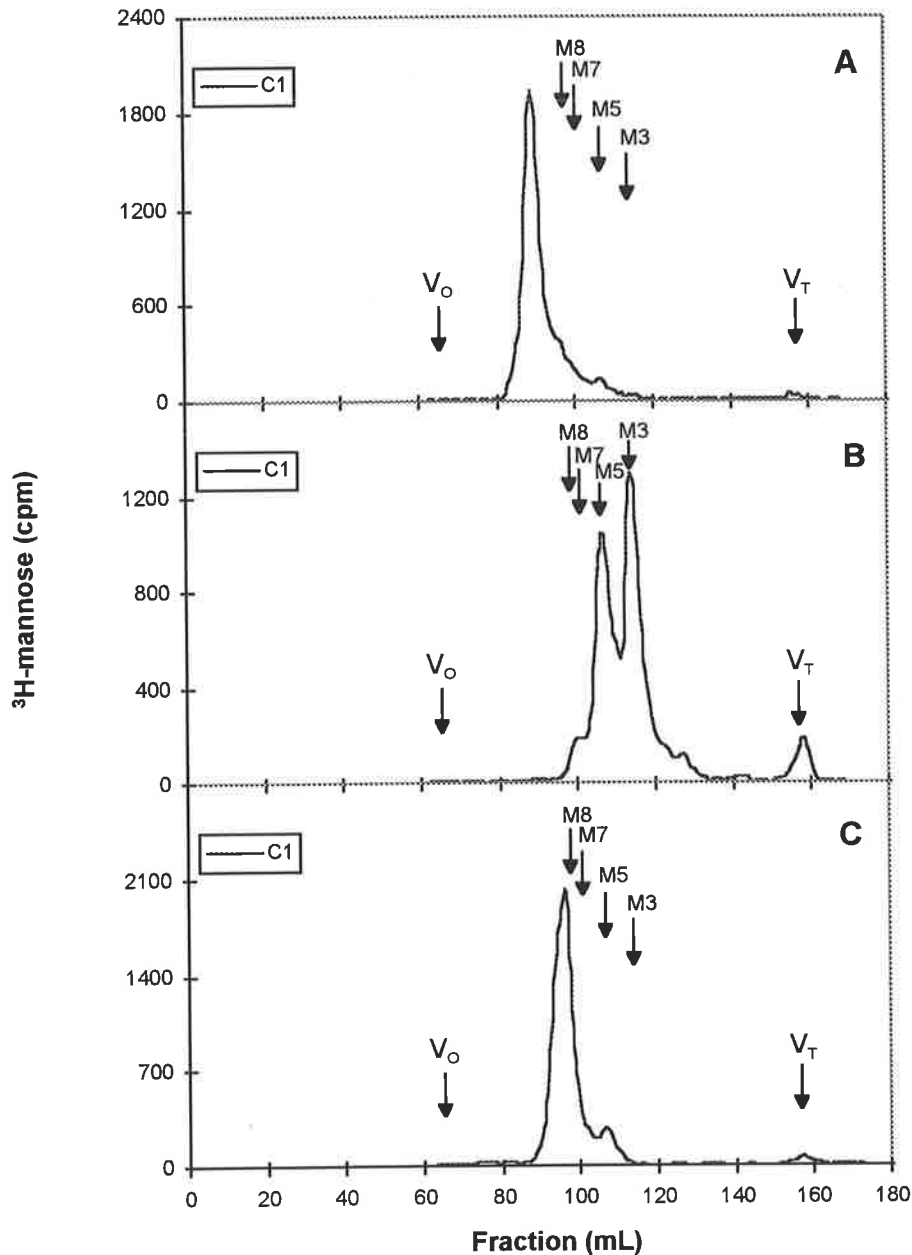 2400
1800
1200
600
0
C1
A
M8
M7
M5
M3
V_O
V_T
1200
800
400
0
C1
B
M8
M7
M5
M3
V_O
V_T
2100
1400
700
0
C1
C
M8
M7
M5
M3
V_O
V_T
0 20 40 60 80 100 120 140 160 180
³H-mannose (cpm)
Fraction (mL)